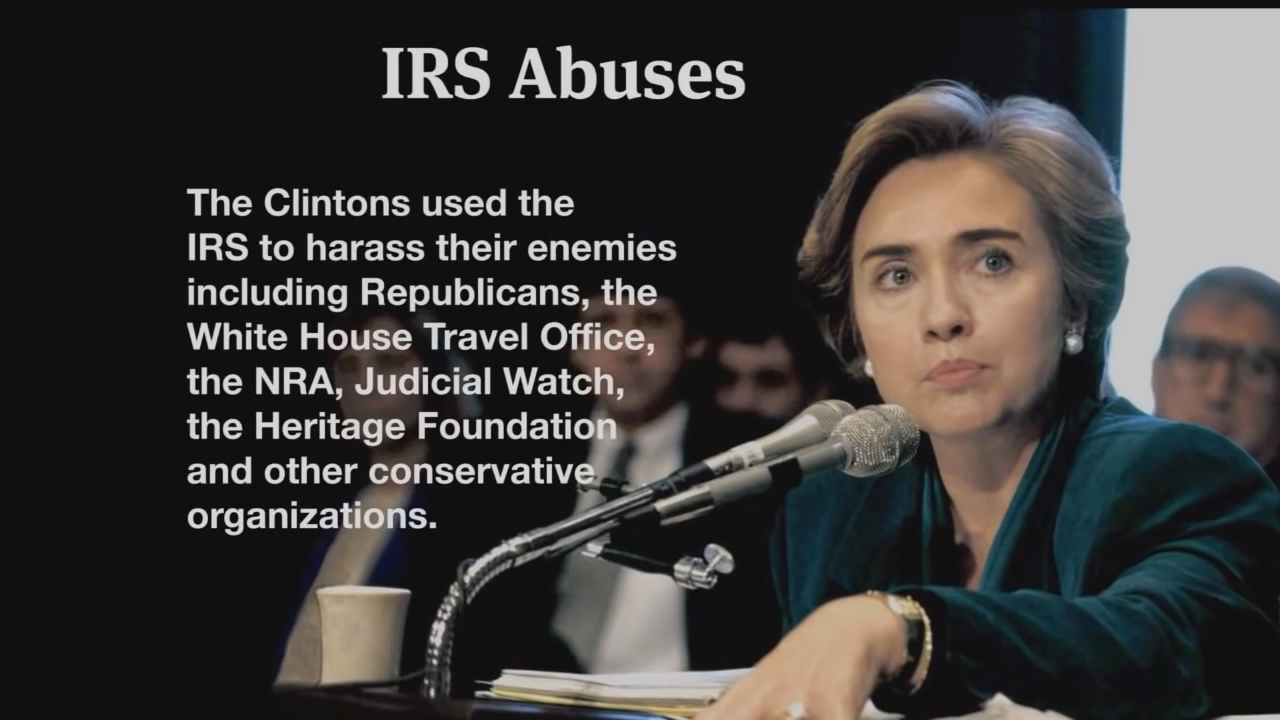 IRS Abuses
The Clintons used the
IRS to harass their enemies
including Republicans, the
White House Travel Office,
the NRA, Judicial Watch,
the Heritage Foundation
and other conservative
organizations.